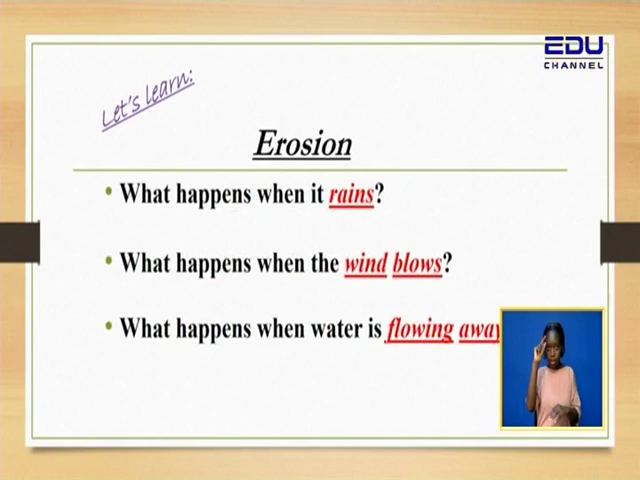 EDU
CHANNEL
Let's learn:
Erosion
• What happens when it rains?
• What happens when the wind blows?
• What happens when water is flowing away